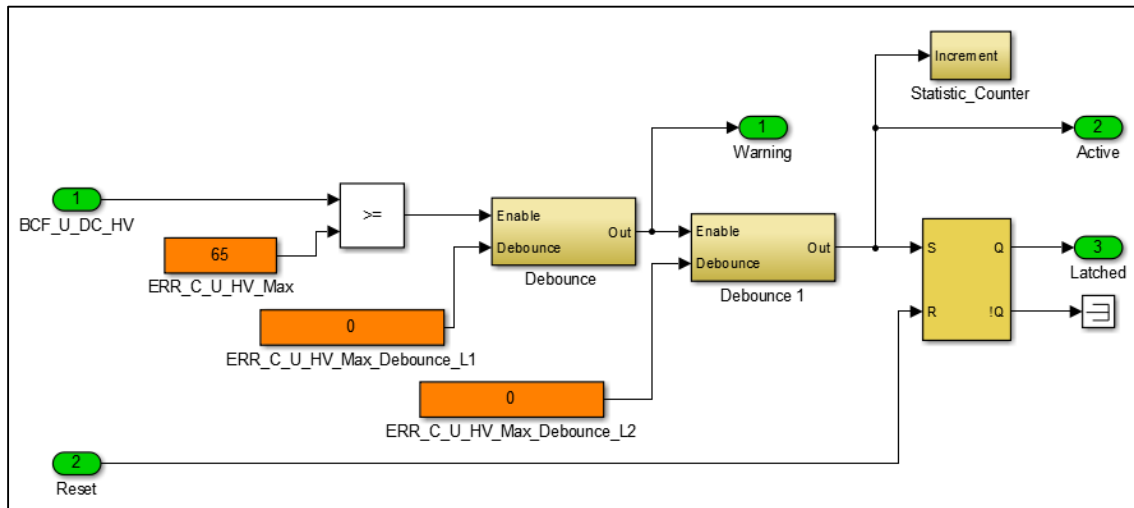 Increment
Statistic_Counter
1
Warning
2
Active
1
BCF_U_DC_HV
>=
65
ERR_C_U_HV_Max
Enable
Debounce
Out
Debounce
Enable
Debounce
Out
Debounce 1
S
Q
R
!Q
3
Latched
0
ERR_C_U_HV_Max_Debounce_L1
0
ERR_C_U_HV_Max_Debounce_L2
2
Reset